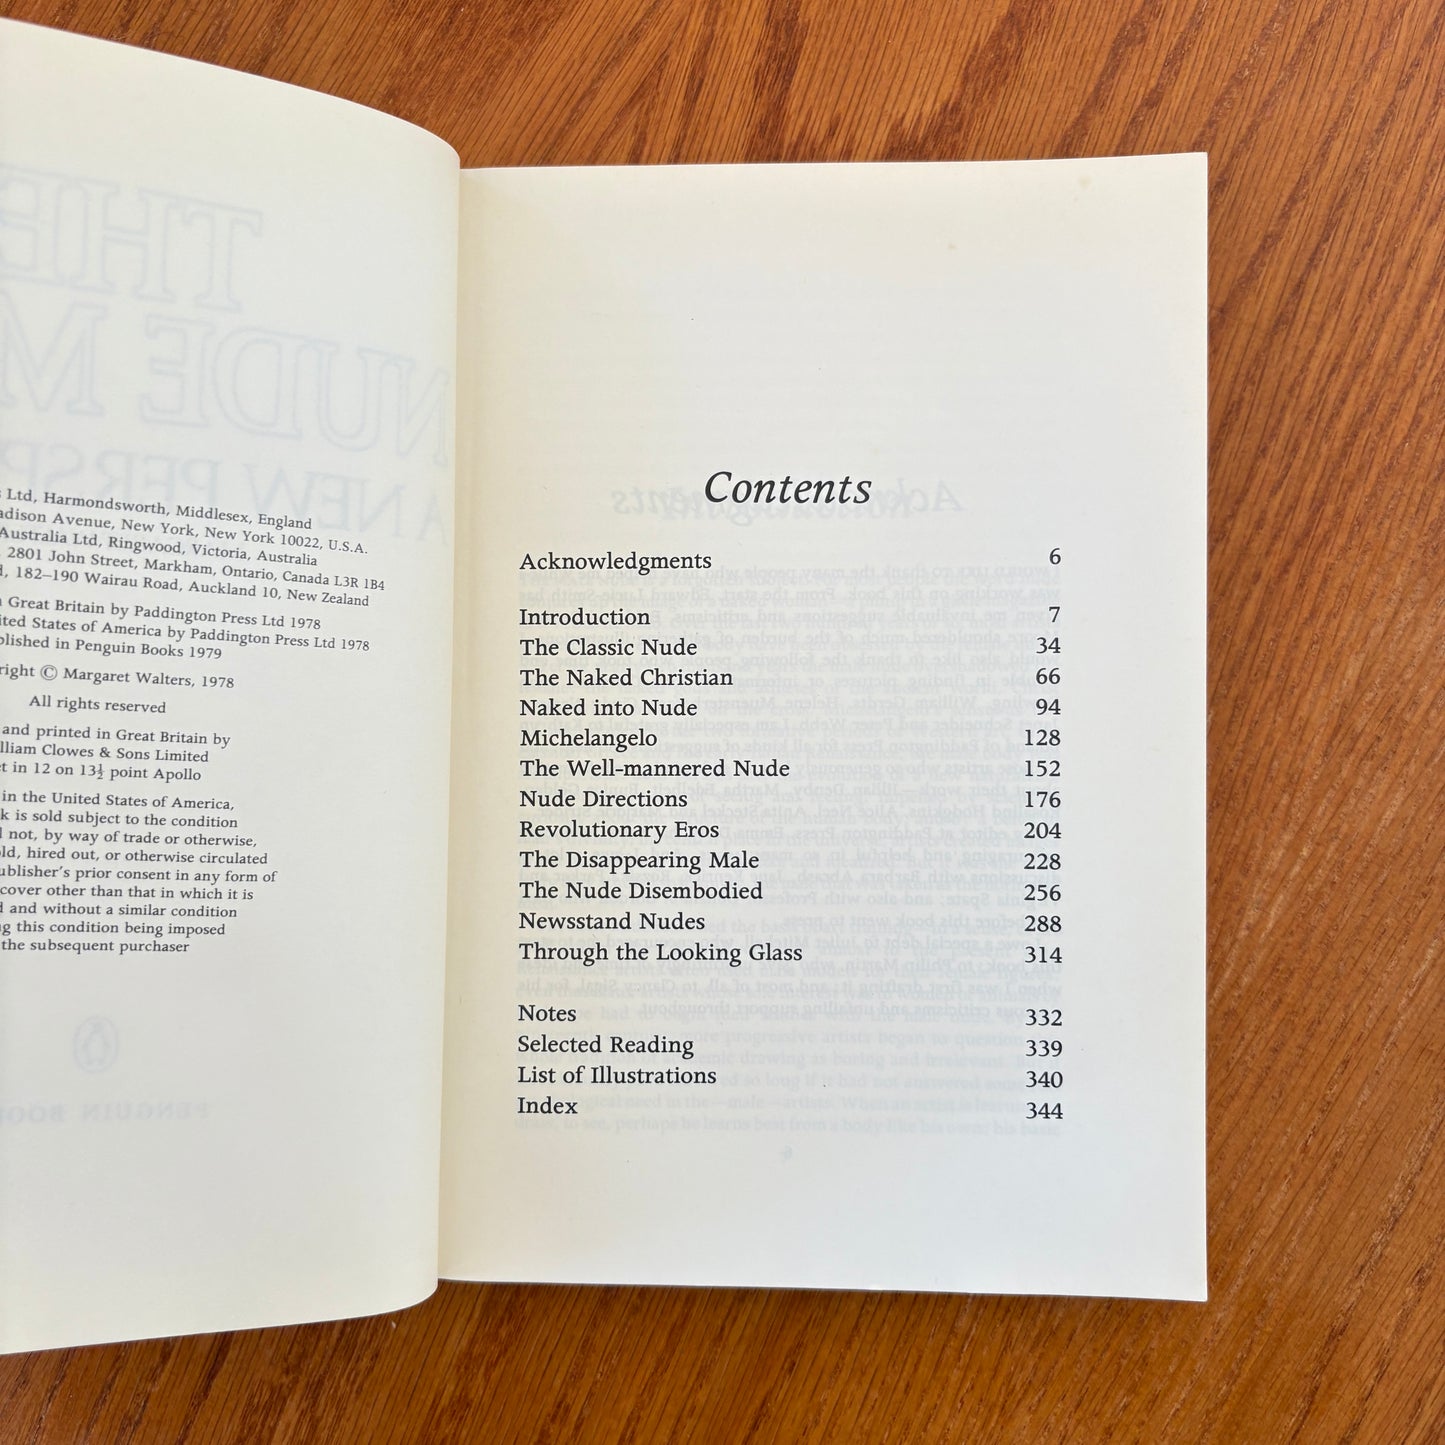 s Ltd, Harmondsworth, Middlesex, England
adison Avenue, New York, New York 10022, U.S.A.
Australia Ltd, Ringwood, Victoria, Australia
2801 John Street, Markham, Ontario, Canada L3R 1B4
d, 182–190 Wairau Road, Auckland 10, New Zealand
Great Britain by Paddington Press Ltd 1978
ited States of America by Paddington Press Ltd 1978
blished in Penguin Books 1979
right © Margaret Walters, 1978
All rights reserved
and printed in Great Britain by
lliam Clowes & Sons Limited
et in 12 on 13½ point Apollo
in the United States of America,
k is sold subject to the condition
l not, by way of trade or otherwise,
old, hired out, or otherwise circulated
ublisher's prior consent in any form of
cover other than that in which it is
d and without a similar condition
ng this condition being imposed
the subsequent purchaser
Contents
Acknowledgments 6
Introduction 7
The Classic Nude 34
The Naked Christian 66
Naked into Nude 94
Michelangelo 128
The Well-mannered Nude 152
Nude Directions 176
Revolutionary Eros 204
The Disappearing Male 228
The Nude Disembodied 256
Newsstand Nudes 288
Through the Looking Glass 314
Notes 332
Selected Reading 339
List of Illustrations 340
Index 344